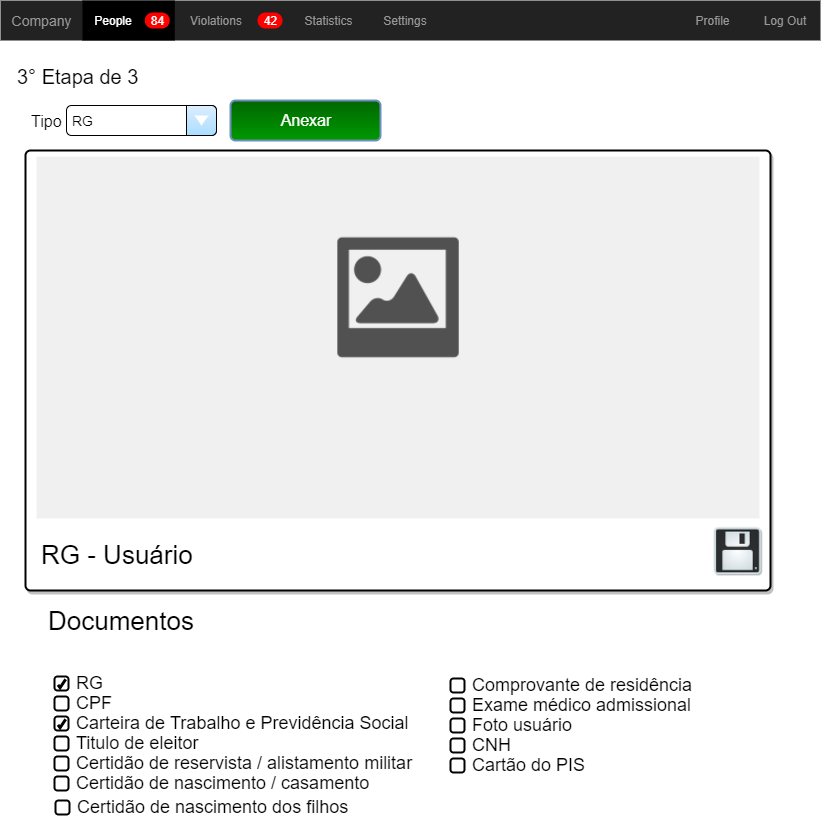 Company People 84 Violations 42 Statistics Settings Profile Log Out
3° Etapa de 3
Tipo RG Anexar
RG - Usuário
Documentos
RG
CPF
Carteira de Trabalho e Previdência Social
Titulo de eleitor
Certidão de reservista / alistamento militar
Certidão de nascimento / casamento
Certidão de nascimento dos filhos
Comprovante de residência
Exame médico admissional
Foto usuário
CNH
Cartão do PIS